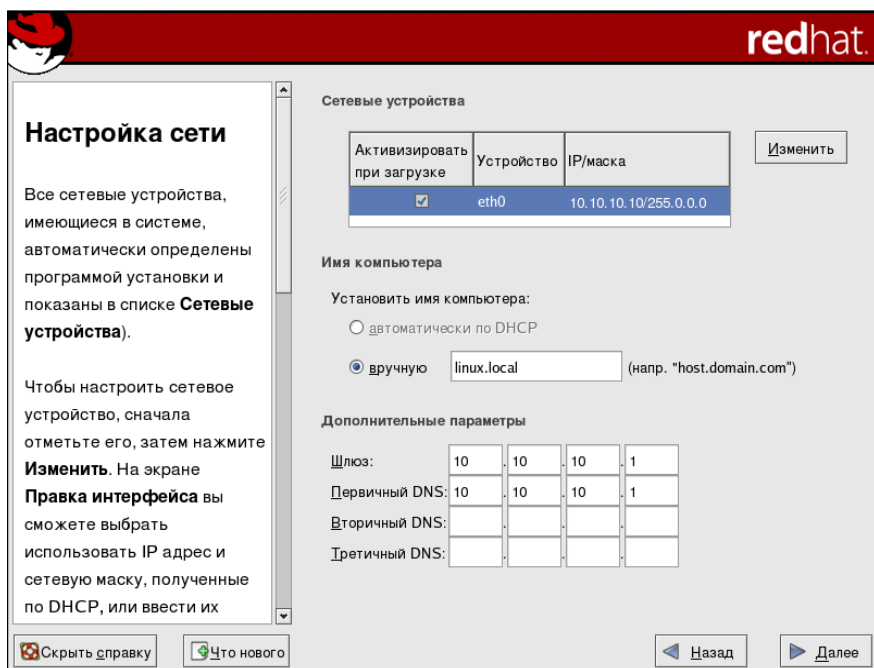 redhat.
Настройка сети
Все сетевые устройства,
имеющиеся в системе,
автоматически определены
программой установки и
показаны в списке Сетевые
устройства).
Чтобы настроить сетевое
устройство, сначала
отметьте его, затем нажмите
Изменить. На экране
Правка интерфейса вы
сможете выбрать
использовать IP адрес и
сетевую маску, полученные
по DHCP, или ввести их
Сетевые устройства
Активизировать
при загрузке
Устройство
IP/маска
eth0
10.10.10.10/255.0.0.0
Изменить
Имя компьютера
Установить имя компьютера:
автоматически по DHCP
вручную
linux.local
(напр. "host.domain.com")
Дополнительные параметры
Шлюз: 10 . 10 . 10 . 1
Первичный DNS: 10 . 10 . 10 . 1
Вторичный DNS: . . .
Третичный DNS: . . .
Скрыть справку
Что нового
Назад
Далее